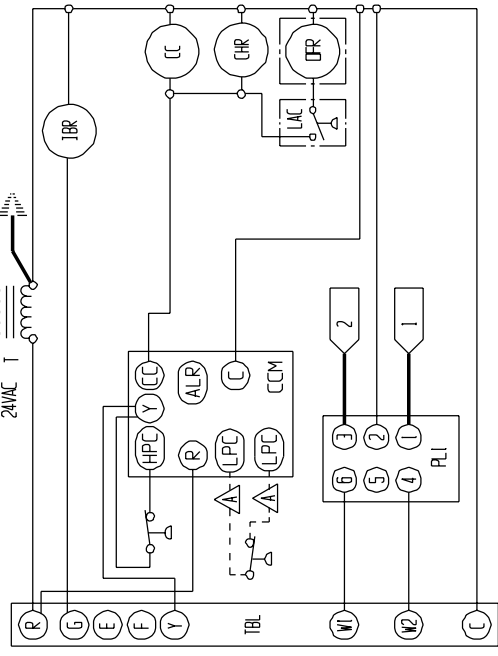 24VAC T
R
G
E
F
Y
TBL
W1
W2
C
IBR
CC
CHR
OFR
LAC
HPC
Y
CC
R
ALR
LPC
LPC
C
CCM
A
A
6
3
5
2
4
1
PL1
2
1